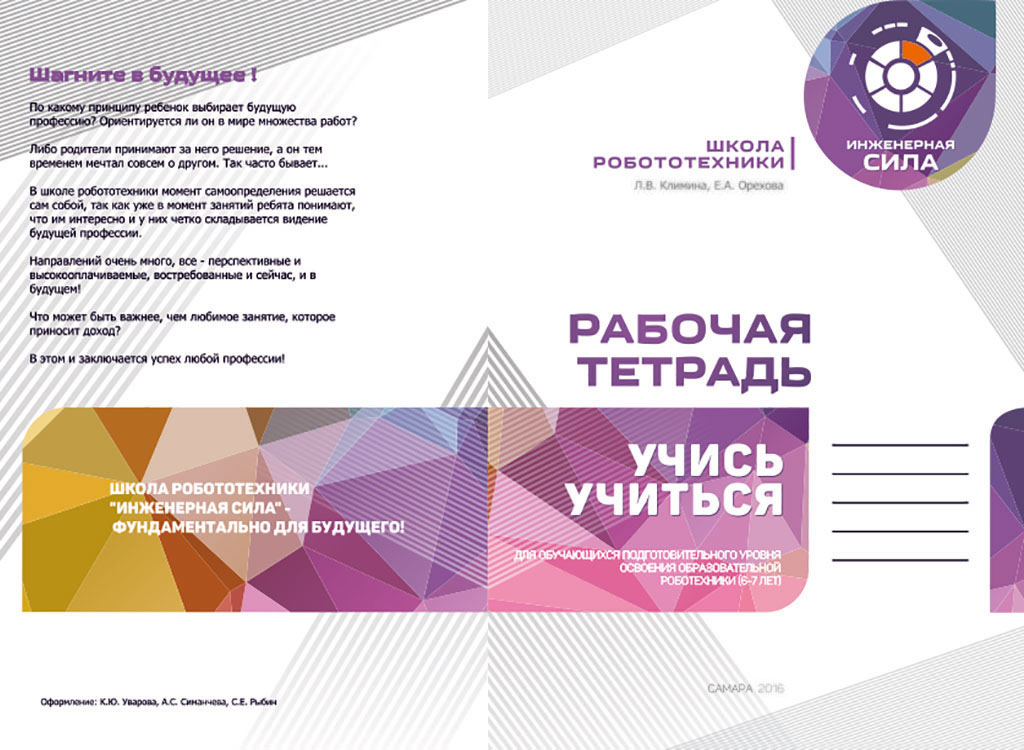 Шагните в будущее !
По какому принципу ребенок выбирает будущую
профессию? Ориентируется ли он в мире множества работ?
Либо родители принимают за него решение, а он тем
временем мечтал совсем о другом. Так часто бывает...
В школе робототехники момент самоопределения решается
сам собой, так как уже в момент занятий ребята понимают,
что им интересно и у них четко складывается видение
будущей профессии.
Направлений очень много, все - перспективные и
высокооплачиваемые, востребованные и сейчас, и в
будущем!
Что может быть важнее, чем любимое занятие, которое
приносит доход?
В этом и заключается успех любой профессии!
ШКОЛА РОБОТОТЕХНИКИ
"ИНЖЕНЕРНАЯ СИЛА" -
ФУНДАМЕНТАЛЬНО ДЛЯ БУДУЩЕГО!
Оформление: К.Ю. Уварова, А.С. Симанчева, С.Е. Рыбин
ИНЖЕНЕРНАЯ
СИЛА
ШКОЛА
РОБОТОТЕХНИКИ
Л.В. Климина, Е.А. Орехова
РАБОЧАЯ
ТЕТРАДЬ
УЧИСЬ
УЧИТЬСЯ
ДЛЯ ОБУЧАЮЩИХСЯ ПОДГОТОВИТЕЛЬНОГО УРОВНЯ
ОСВОЕНИЯ ОБРАЗОВАТЕЛЬНОЙ
РОБОТЕХНИКИ (6-7 ЛЕТ)
САМАРА 2016